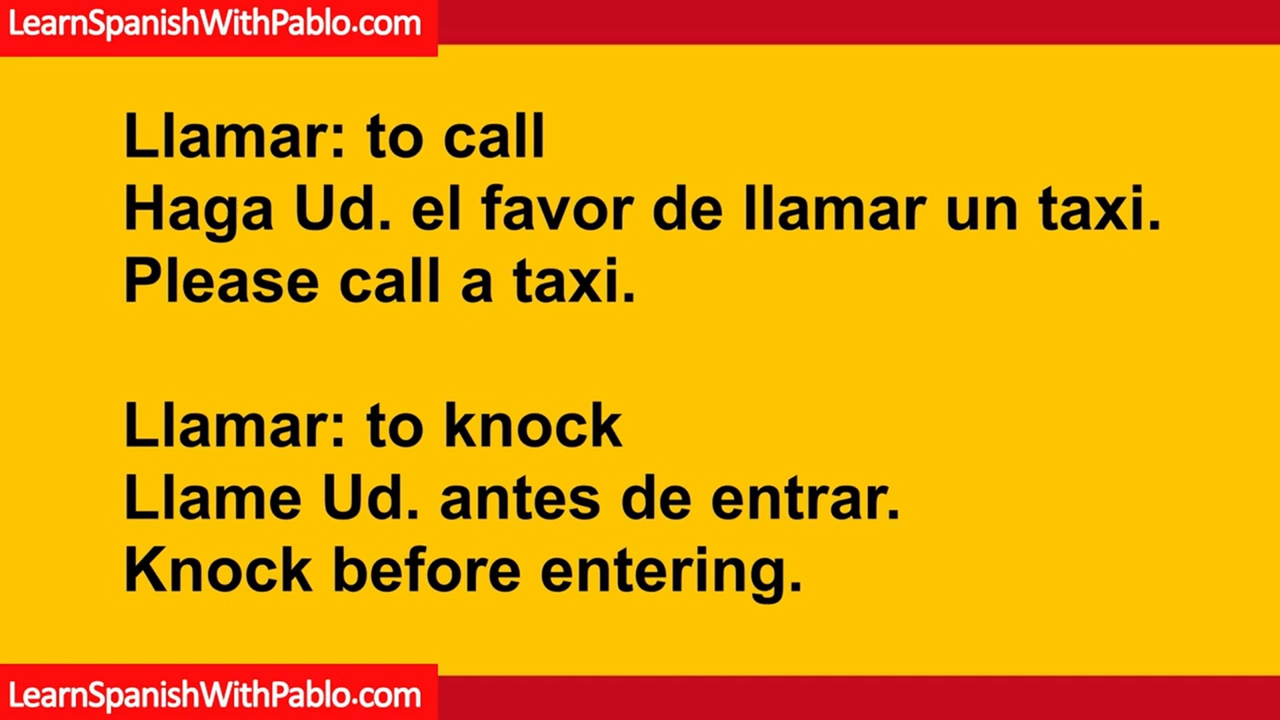 LearnSpanishWithPablo.com
Llamar: to call
Haga Ud. el favor de llamar un taxi.
Please call a taxi.
Llamar: to knock
Llame Ud. antes de entrar.
Knock before entering.
LearnSpanishWithPablo.com